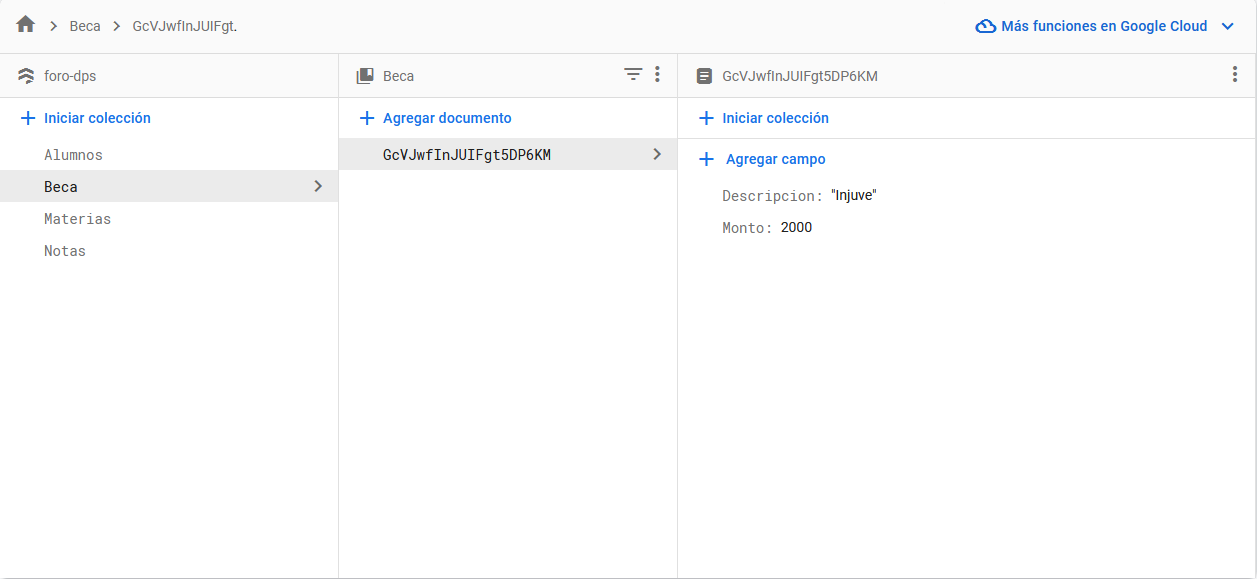 Beca GcVJwfInJUIFgt.
Más funciones en Google Cloud
foro-dps
Beca
GcVJwfInJUIFgt5DP6KM
Iniciar colección
Agregar documento
Iniciar colección
Alumnos
GcVJwfInJUIFgt5DP6KM
Agregar campo
Beca
Descripcion: "Injuve"
Materias
Monto: 2000
Notas